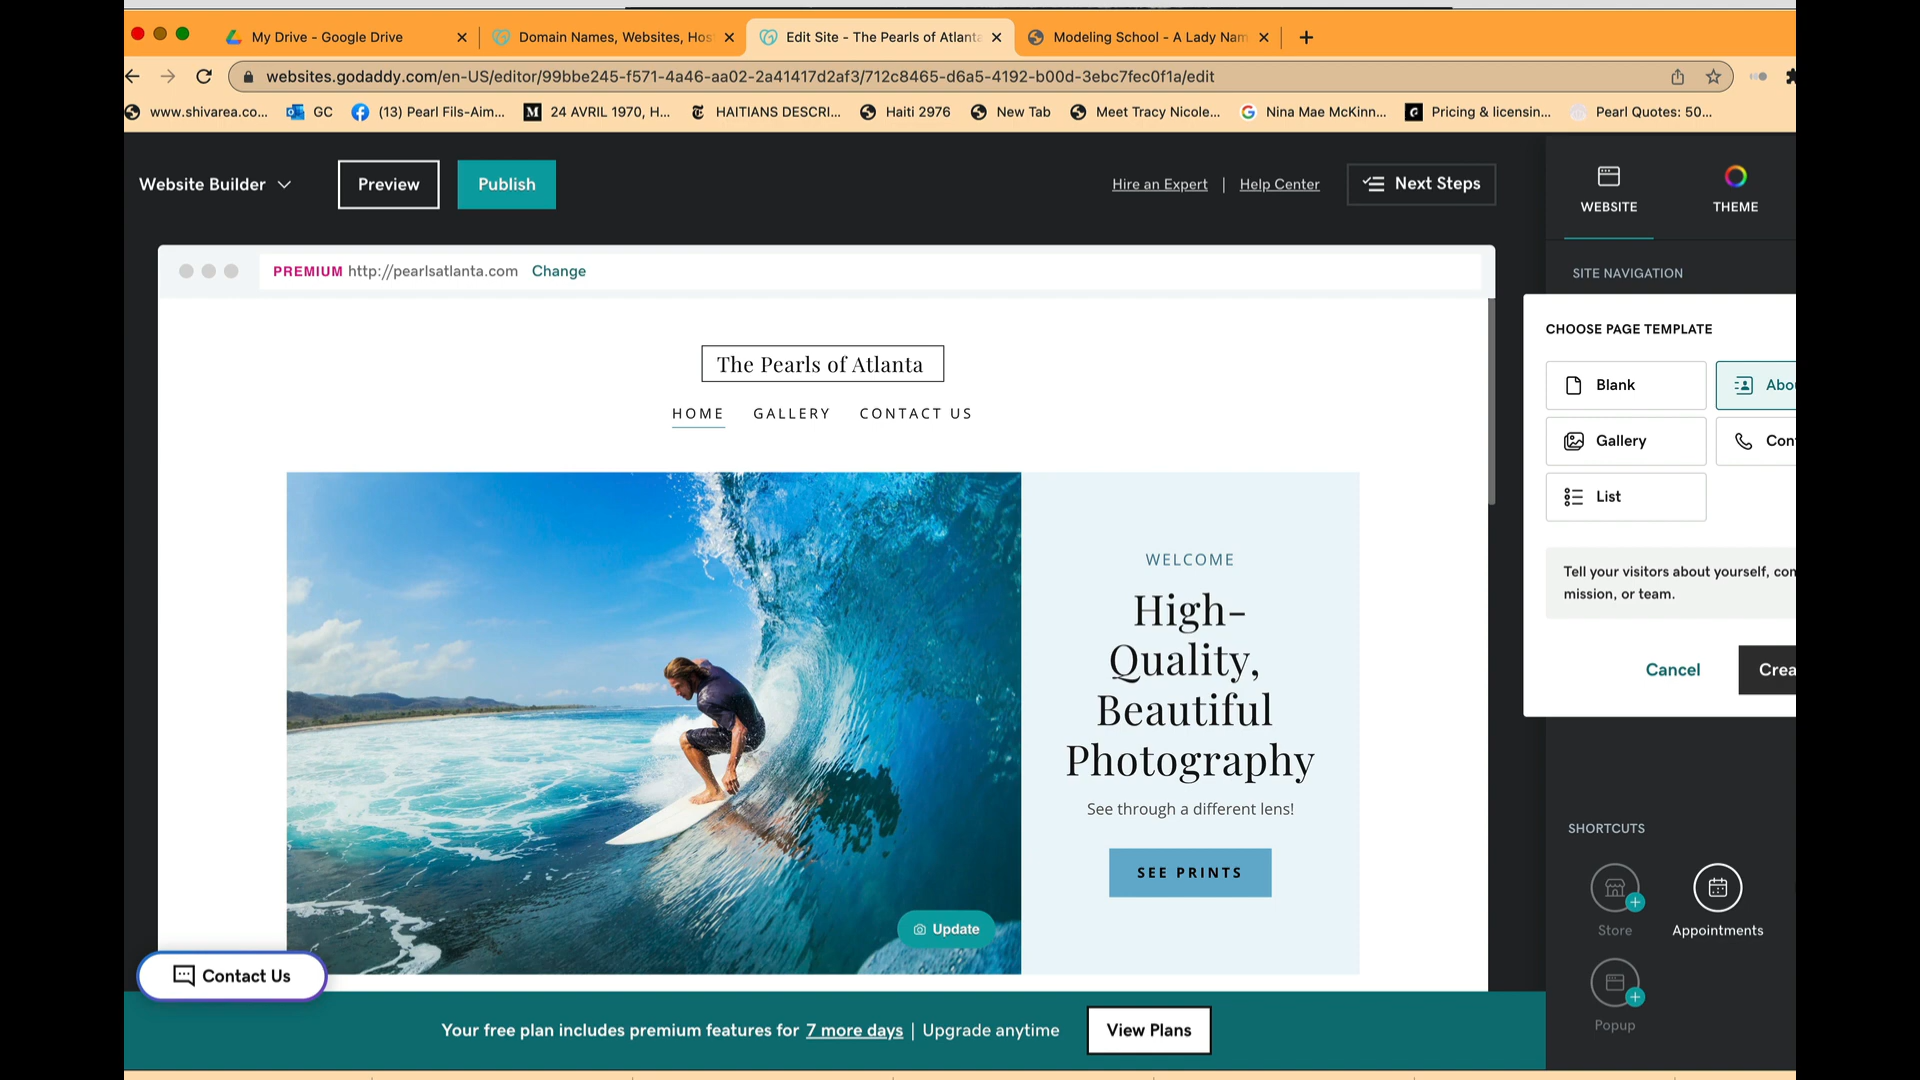 My Drive - Google Drive
Domain Names, Websites, Hos
Edit Site - The Pearls of Atlanta
Modeling School - A Lady Nam
websites.godaddy.com/en-US/editor/99bbe245-f571-4a46-aa02-2a41417d2af3/712c8465-d6a5-4192-b00d-3ebc7fec0f1a/edit
www.shivarea.co...
GC
(13) Pearl Fils-Aim...
24 AVRIL 1970, H...
HAITIANS DESCRI...
Haiti 2976
New Tab
Meet Tracy Nicole...
Nina Mae McKinn...
Pricing & licensin...
Pearl Quotes: 50...
Website Builder
Preview
Publish
Hire an Expert | Help Center
Next Steps
WEBSITE
THEME
SITE NAVIGATION
PREMIUM http://pearlsatlanta.com Change
The Pearls of Atlanta
HOME GALLERY CONTACT US
WELCOME
High-
Quality,
Beautiful
Photography
See through a different lens!
SEE PRINTS
Update
CHOOSE PAGE TEMPLATE
Blank
Abou
Gallery
Con
List
Tell your visitors about yourself, con
mission, or team.
Cancel
Crea
SHORTCUTS
Store
Appointments
Popup
Contact Us
Your free plan includes premium features for 7 more days | Upgrade anytime
View Plans